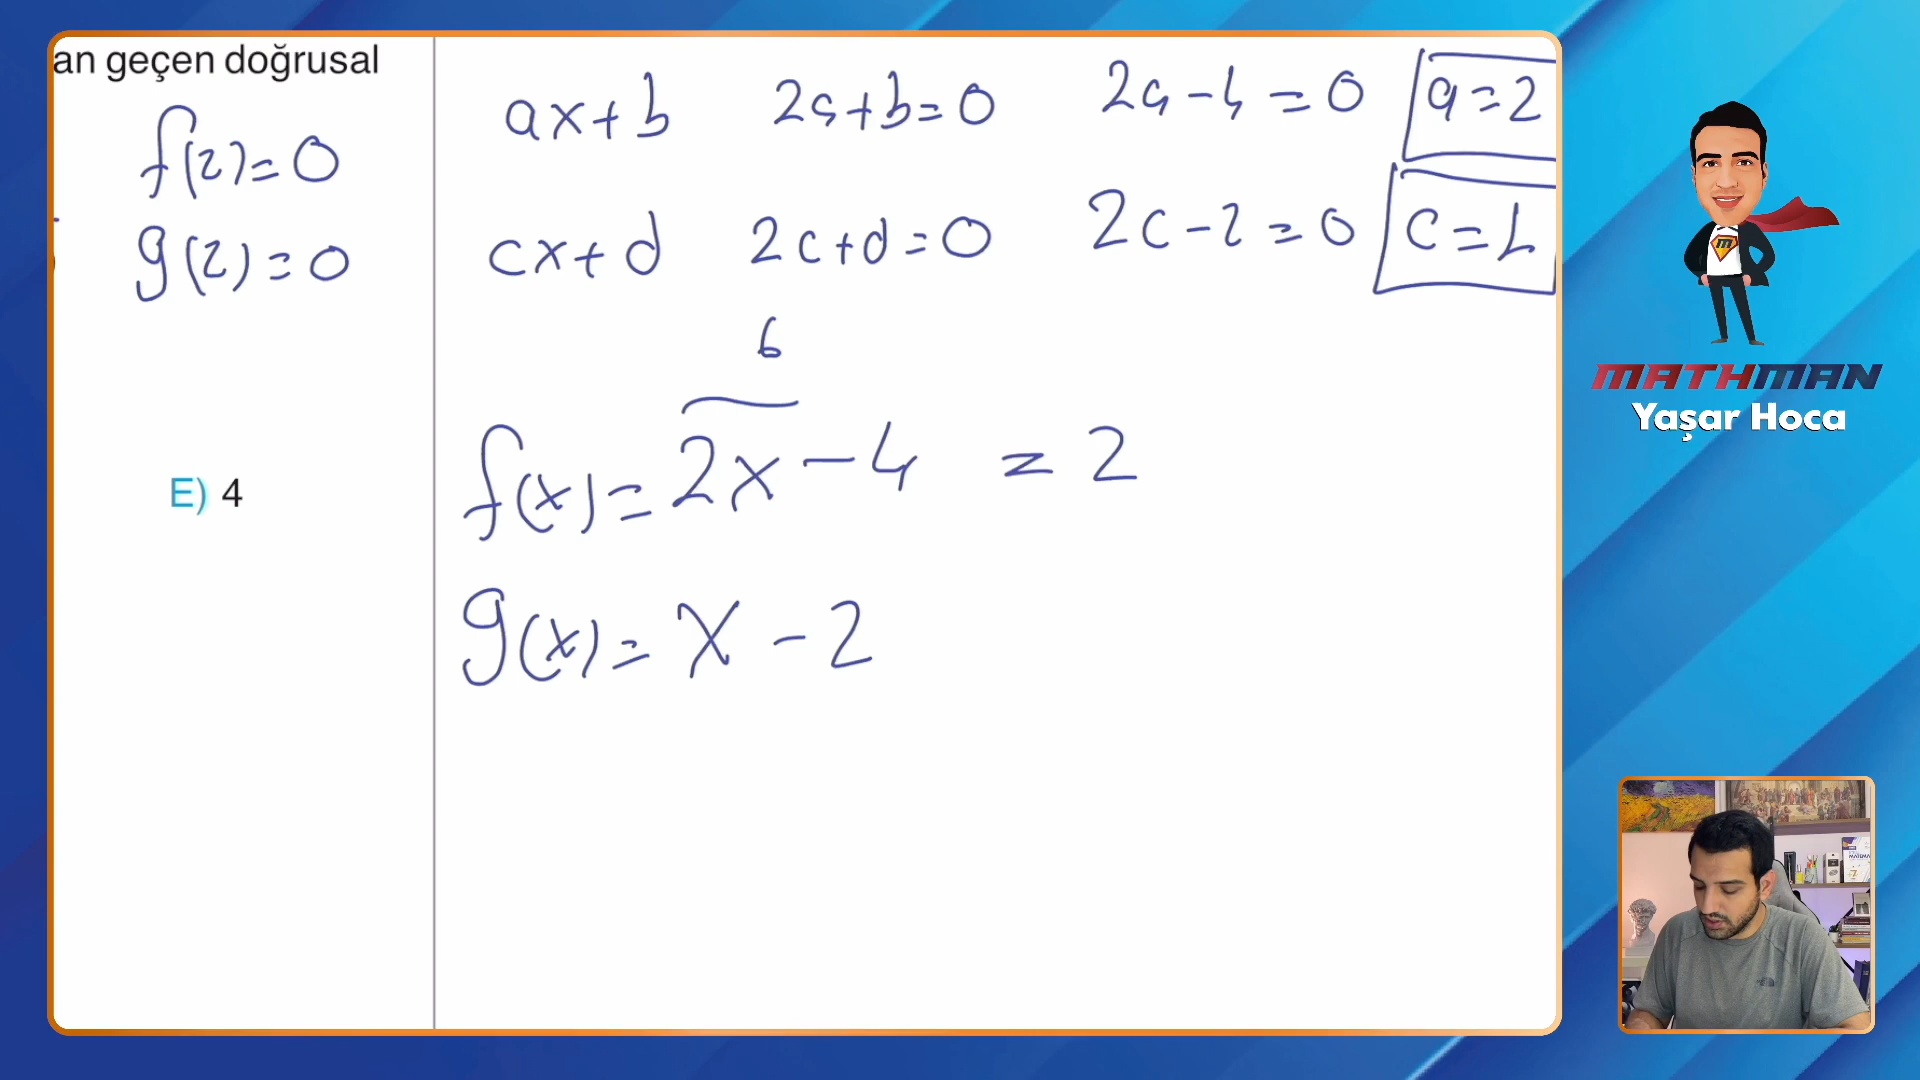 an geçen doğrusal
f(2)=0
g(2)=0
E) 4
ax+b 2a+b=0 2a-4=0 a=2
cx+d 2c+d=0 2c-2=0 c=1
6
f(x)=2x-4 =2
g(x)=x-2
m
MATHMAN
Yaşar Hoca